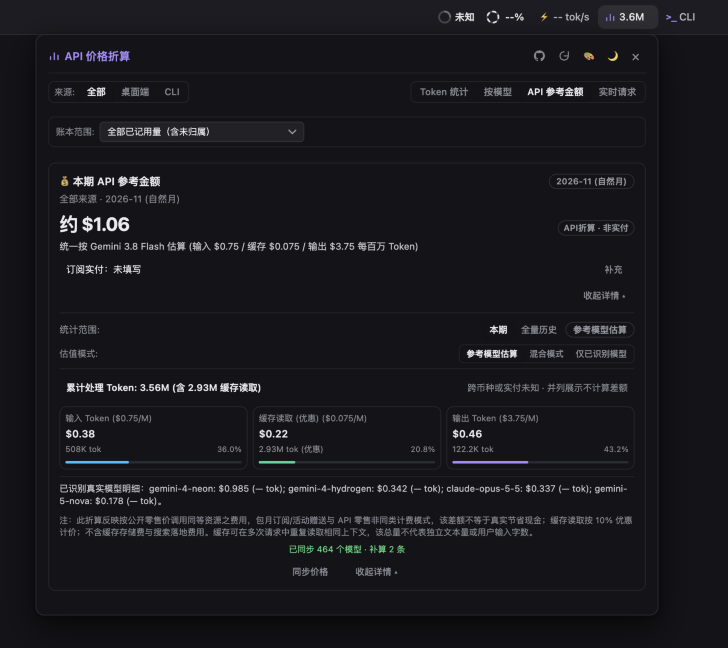 未知 --% ⚡ -- tok/s 3.6M >_ CLI
API 价格折算
来源: 全部 桌面端 CLI Token 统计 按模型 API 参考金额 实时请求
账本范围: 全部已记用量（含未归属）
本期 API 参考金额 2026-11 (自然月)
全部来源 · 2026-11 (自然月)
约 $1.06 API折算 · 非实付
统一按 Gemini 3.8 Flash 估算 (输入 $0.75 / 缓存 $0.075 / 输出 $3.75 每百万 Token)
订阅实付：未填写 补充
收起详情
统计范围: 本期 全量历史 参考模型估算
估值模式: 参考模型估算 混合模式 仅已识别模型
累计处理 Token: 3.56M (含 2.93M 缓存读取) 跨币种或实付未知 · 并列展示不计算差额
输入 Token ($0.75/M) 缓存读取 (优惠) ($0.075/M) 输出 Token ($3.75/M)
$0.38 $0.22 $0.46
508K tok 36.0% 2.93M tok (优惠) 20.8% 122.2K tok 43.2%
已识别真实模型明细：gemini-4-neon: $0.985 (— tok); gemini-4-hydrogen: $0.342 (— tok); claude-opus-5-5: $0.337 (— tok); gemini-
5-nova: $0.178 (— tok)。
注：此折算反映按公开零售价调用同等资源之费用，包月订阅/活动赠送与 API 零售非同类计费模式，该差额不等于真实节省现金；缓存读取按 10% 优惠
计价；不含缓存存储费与搜索落地费用。缓存可在多次请求中重复读取相同上下文，该总量不代表独立文本量或用户输入字数。
已同步 464 个模型 · 补算 2 条
同步价格 收起详情